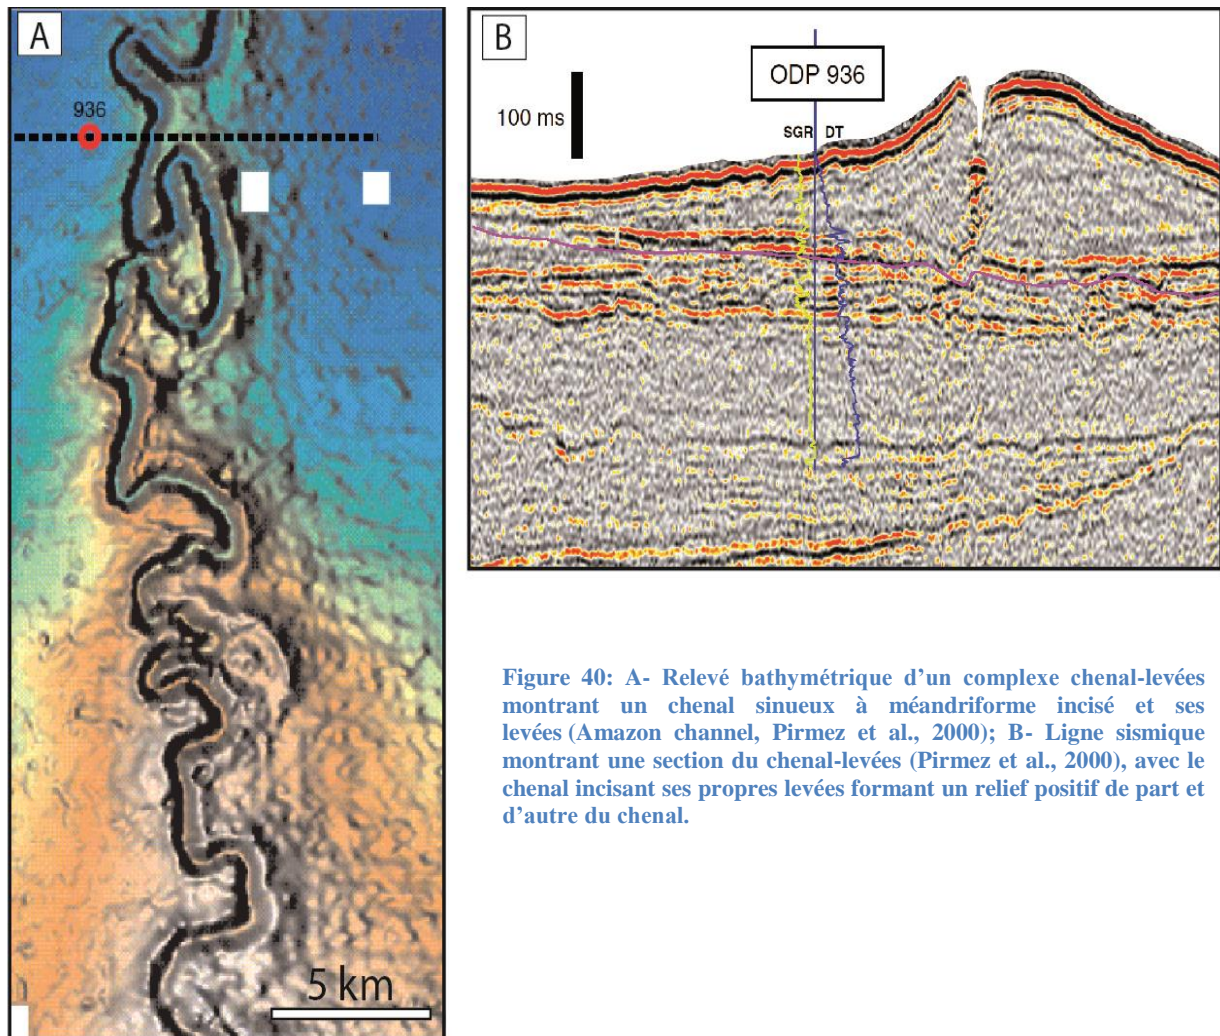 A
936
5 km
B
ODP 936
100 ms
SGR DT
Figure 40: A- Relevé bathymétrique d'un complexe chenal-levées
montrant un chenal sinueux à méandriforme incisé et ses
levées (Amazon channel, Pirmez et al., 2000); B- Ligne sismique
montrant une section du chenal-levées (Pirmez et al., 2000), avec le
chenal incisant ses propres levées formant un relief positif de part et
d'autre du chenal.